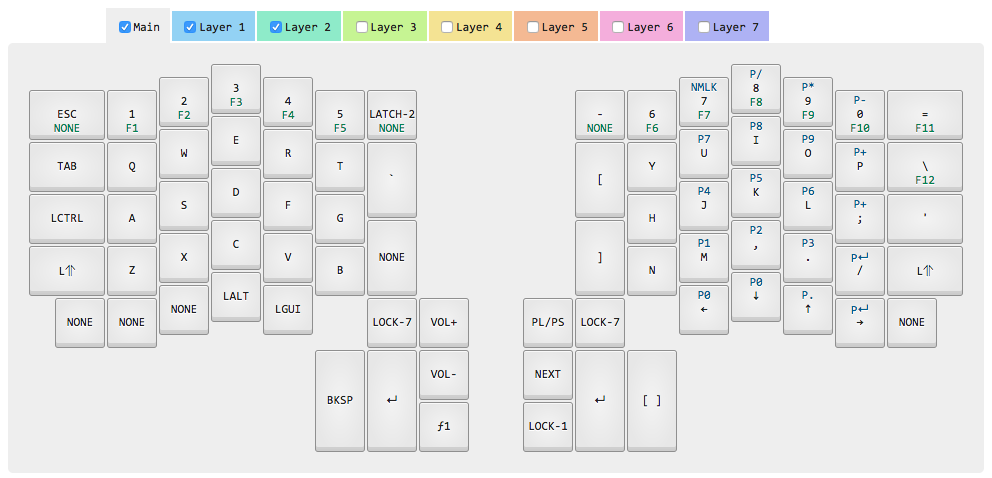 Main Layer 1 Layer 2 Layer 3 Layer 4 Layer 5 Layer 6 Layer 7
ESC
NONE
1
F1
2
F2
3
F3
4
F4
5
F5
LATCH-2
NONE
-
NONE
6
F6
NMLK
7
F7
P/
8
F8
P*
9
F9
P-
0
F10
=
F11
TAB
Q
W
E
R
T
`
[
Y
P7
U
P8
I
P9
O
P+
P
\
F12
LCTRL
A
S
D
F
G
NONE
]
H
P4
J
P5
K
P6
L
P+
;
'
L⇑
Z
X
C
V
B
N
P1
M
P2
,
P3
.
P↵
/
L⇑
NONE
NONE
NONE
LALT
LGUI
LOCK-7
VOL+
PL/PS
LOCK-7
P0
←
P0
↓
P.
↑
P↵
→
NONE
BKSP
↵
VOL-
ƒ1
NEXT
LOCK-1
↵
[ ]